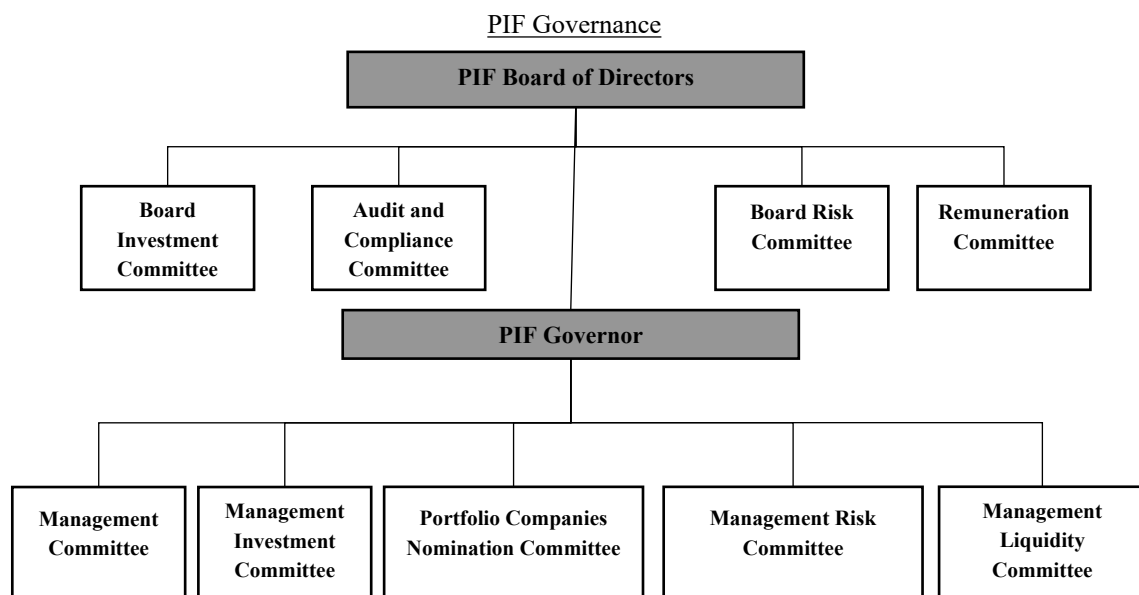 PIF Governance
PIF Board of Directors
Board
Investment
Committee
Audit and
Compliance
Committee
Board Risk
Committee
Remuneration
Committee
PIF Governor
Management
Committee
Management
Investment
Committee
Portfolio Companies
Nomination Committee
Management Risk
Committee
Management
Liquidity
Committee